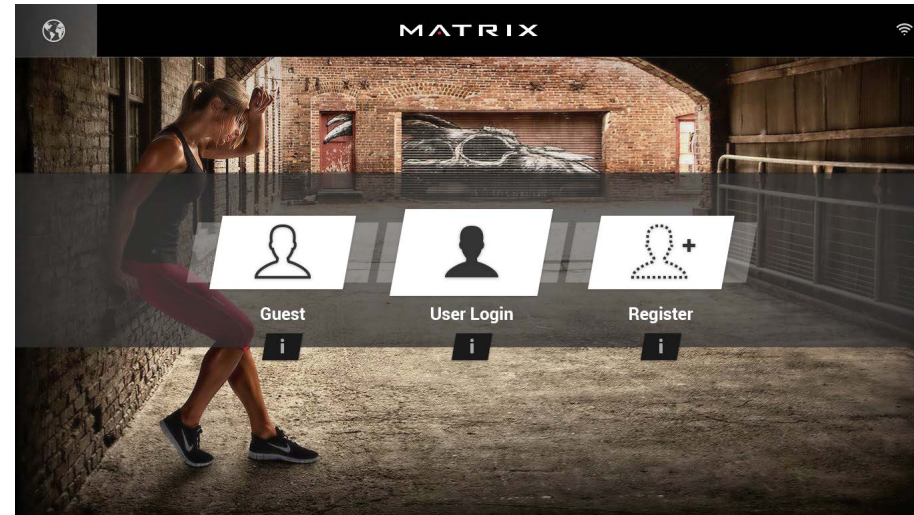 MATRIX
Guest
User Login
Register
i
i
i